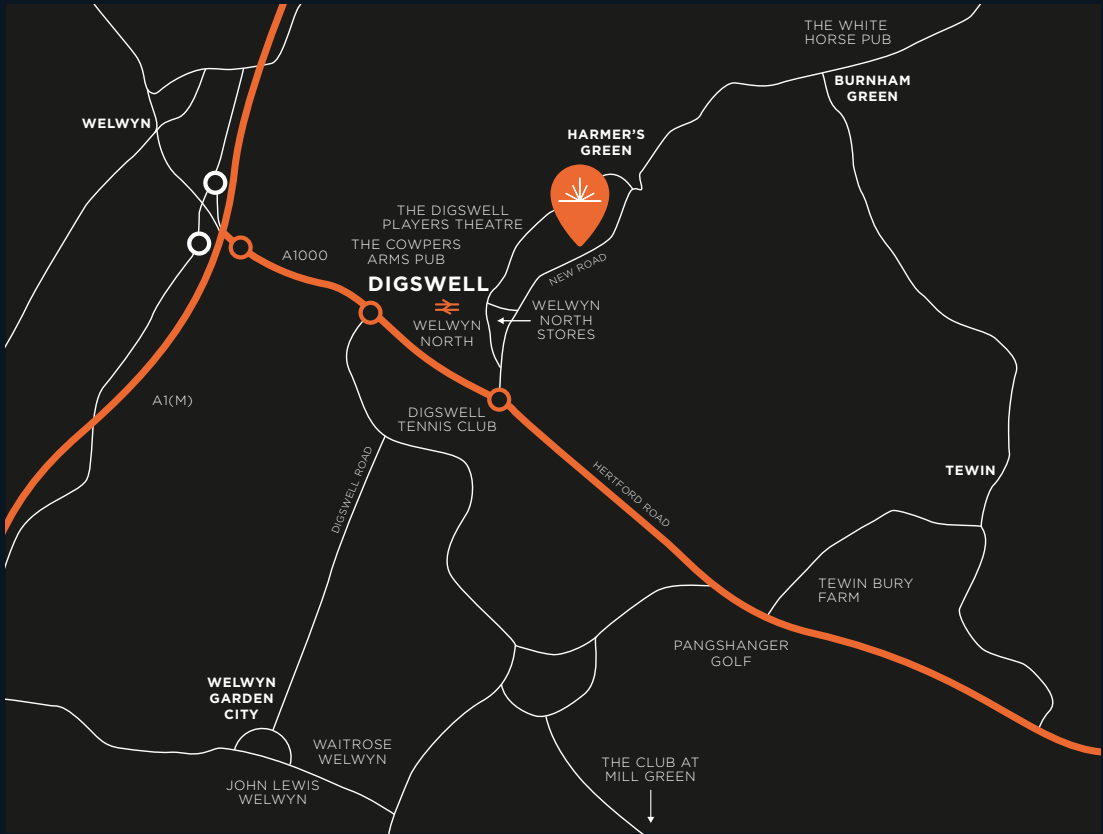 THE WHITE
HORSE PUB
BURNHAM
GREEN
WELWYN
HARMER'S
GREEN
THE DIGSWELL
PLAYERS THEATRE
A1000
THE COWPERS
ARMS PUB
NEW ROAD
DIGSWELL
WELWYN
NORTH
WELWYN
NORTH
STORES
A1(M)
DIGSWELL
TENNIS CLUB
DIGSWELL ROAD
HERTFORD ROAD
TEWIN
TEWIN BURY
FARM
PANGSHANGER
GOLF
WELWYN
GARDEN
CITY
WAITROSE
WELWYN
JOHN LEWIS
WELWYN
THE CLUB AT
MILL GREEN